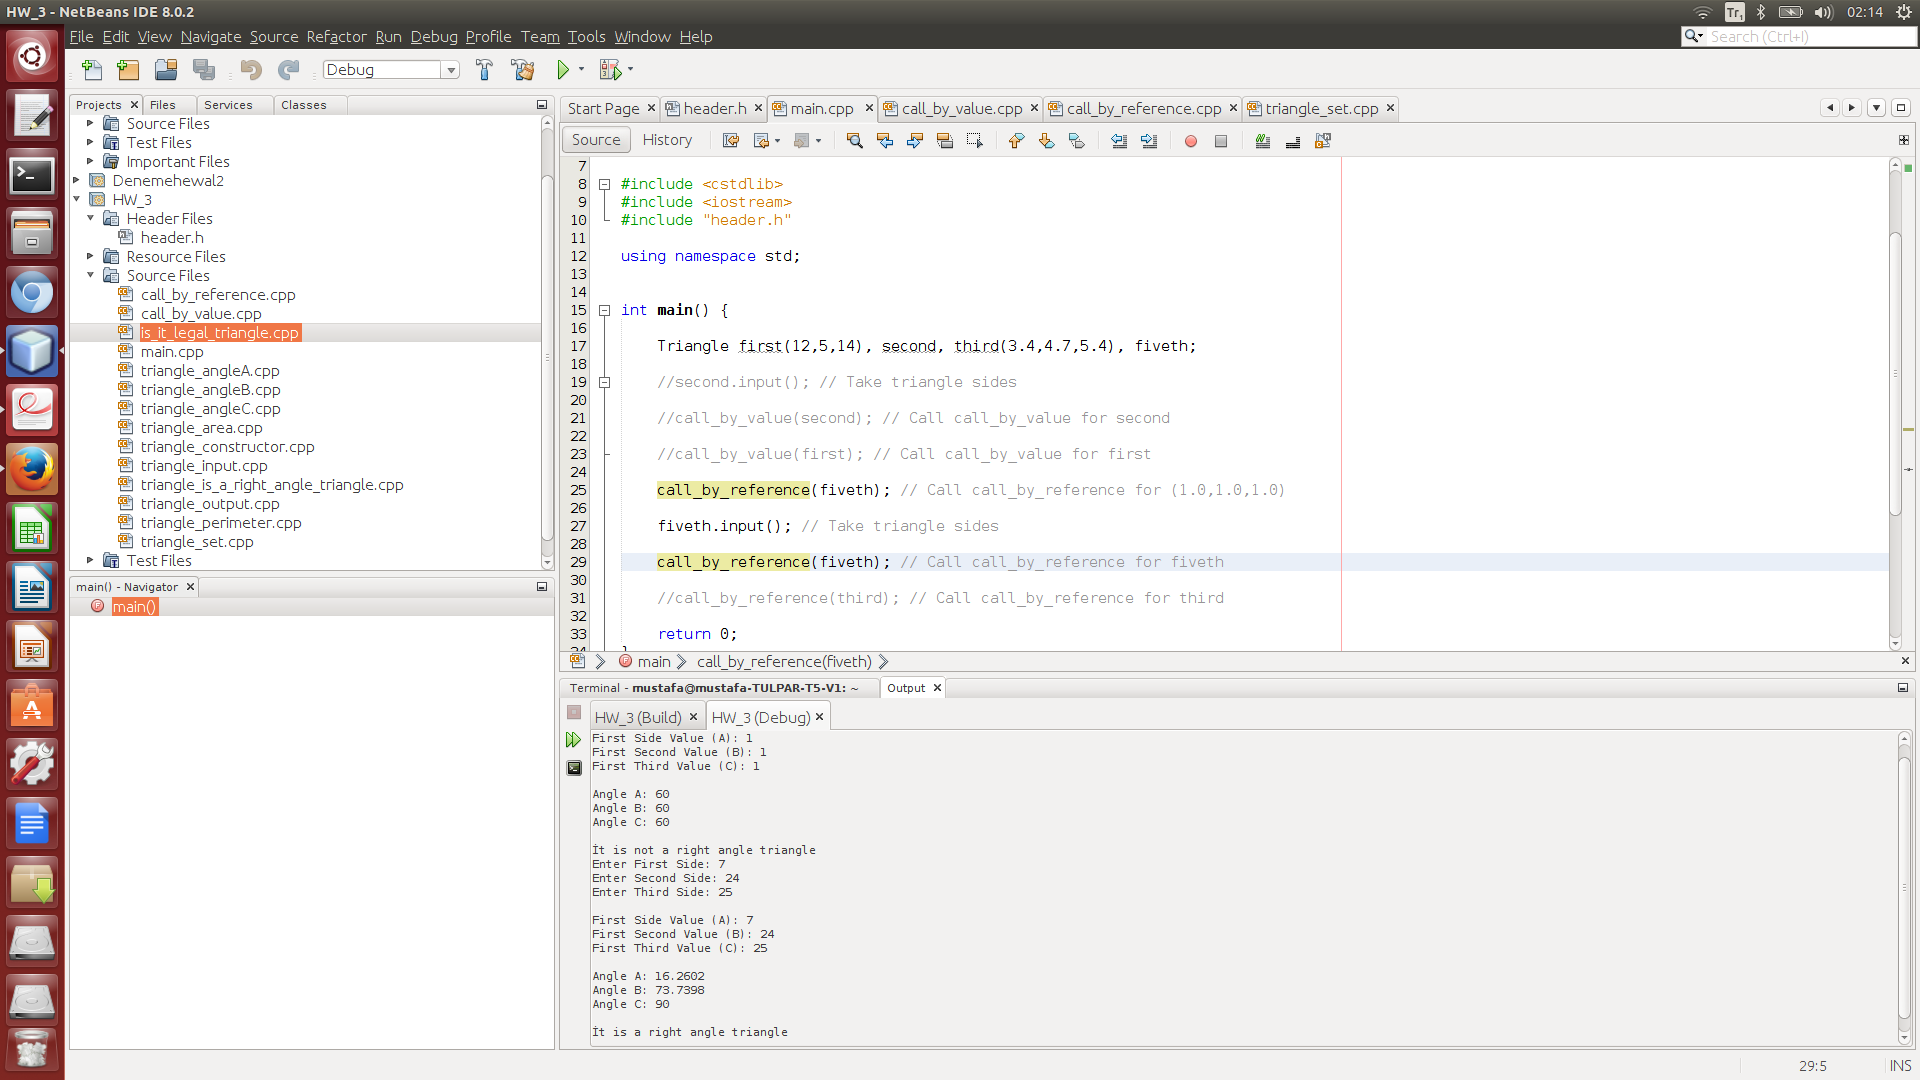 HW_3 - NetBeans IDE 8.0.2
Tr1 02:14
File Edit View Navigate Source Refactor Run Debug Profile Team Tools Window Help
Search (Ctrl+I)
Debug
Projects Files Services Classes
Source Files
Test Files
Important Files
Denemehewal2
HW_3
Header Files
header.h
Resource Files
Source Files
call_by_reference.cpp
call_by_value.cpp
is_it_legal_triangle.cpp
main.cpp
triangle_angleA.cpp
triangle_angleB.cpp
triangle_angleC.cpp
triangle_area.cpp
triangle_constructor.cpp
triangle_input.cpp
triangle_is_a_right_angle_triangle.cpp
triangle_output.cpp
triangle_perimeter.cpp
triangle_set.cpp
Test Files
main() - Navigator
main()
Start Page header.h main.cpp call_by_value.cpp call_by_reference.cpp triangle_set.cpp
Source History
7
8 #include <cstdlib>
9 #include <iostream>
10 #include "header.h"
11
12 using namespace std;
13
14
15 int main() {
16
17 Triangle first(12,5,14), second, third(3.4,4.7,5.4), fiveth;
18
19 //second.input(); // Take triangle sides
20
21 //call_by_value(second); // Call call_by_value for second
22
23 //call_by_value(first); // Call call_by_value for first
24
25 call_by_reference(fiveth); // Call call_by_reference for (1.0,1.0,1.0)
26
27 fiveth.input(); // Take triangle sides
28
29 call_by_reference(fiveth); // Call call_by_reference for fiveth
30
31 //call_by_reference(third); // Call call_by_reference for third
32
33 return 0;
main call_by_reference(fiveth)
Terminal - mustafa@mustafa-TULPAR-T5-V1: ~ Output
HW_3 (Build) HW_3 (Debug)
First Side Value (A): 1
First Second Value (B): 1
First Third Value (C): 1
Angle A: 60
Angle B: 60
Angle C: 60
İt is not a right angle triangle
Enter First Side: 7
Enter Second Side: 24
Enter Third Side: 25
First Side Value (A): 7
First Second Value (B): 24
First Third Value (C): 25
Angle A: 16.2602
Angle B: 73.7398
Angle C: 90
İt is a right angle triangle
29:5 INS